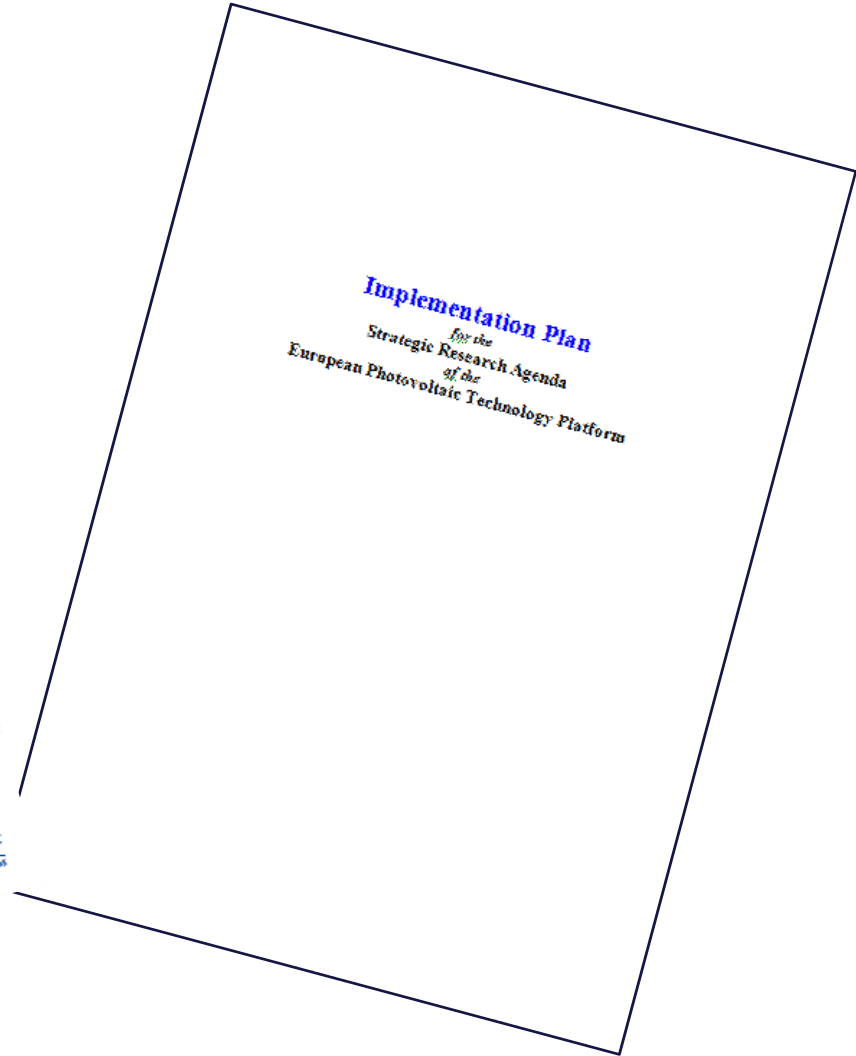 Implementation Plan
for the
Strategic Research Agenda
of the
European Photovoltaic Technology Platform